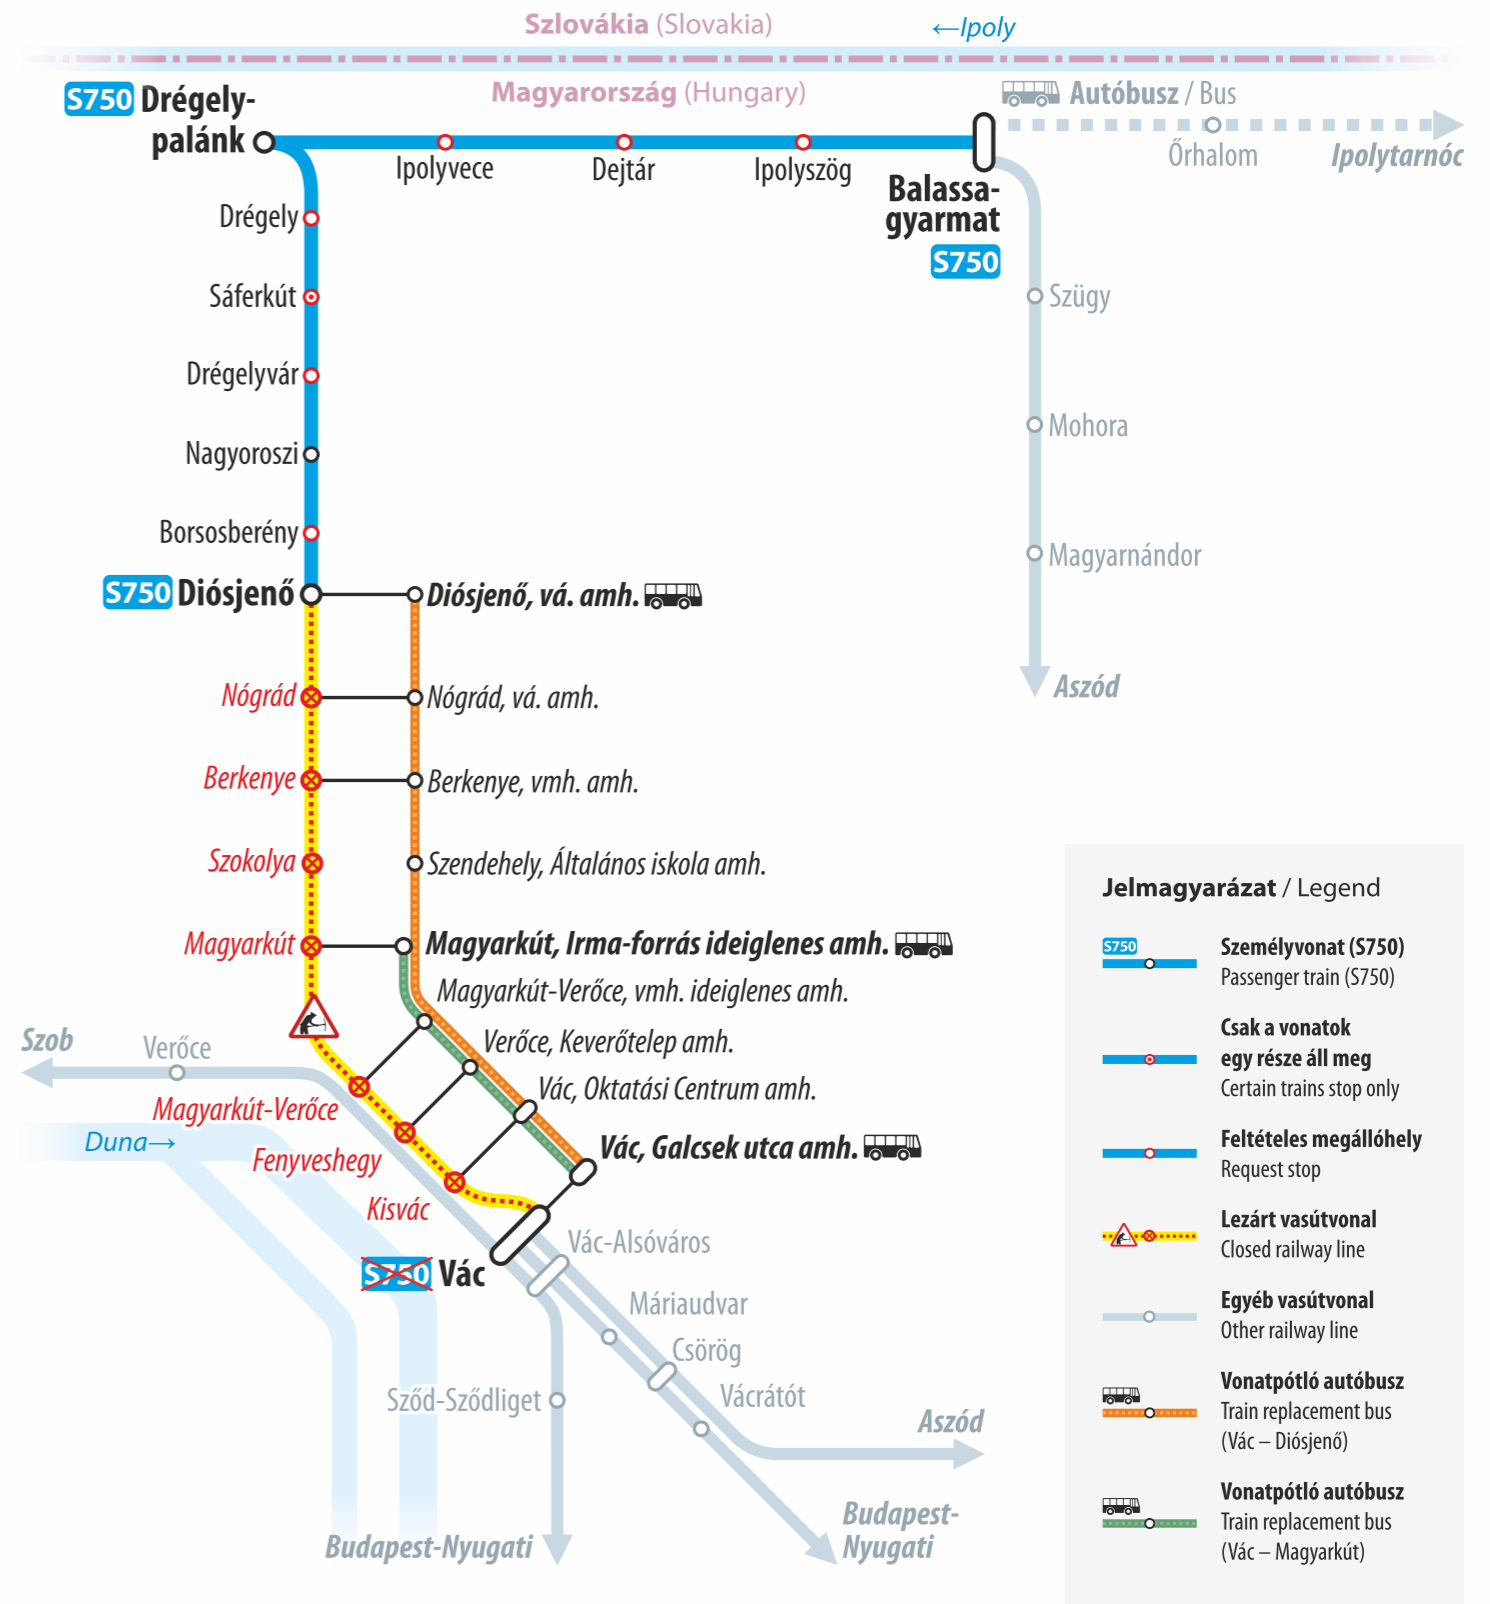 Szlovákia (Slovakia)
←Ipoly
Magyarország (Hungary)
S750 Drégely-
palánk
Autóbusz / Bus
Ipolyvece
Dejtár
Ipolyszög
Őrhalom
Ipolytarnóc
Balassa-
gyarmat
S750
Drégely
Sáferkút
Szügy
Drégelyvár
Mohora
Nagyoroszi
Borsosberény
Magyarnándor
S750 Diósjenő
Diósjenő, vá. amh.
Aszód
Nógrád
Nógrád, vá. amh.
Berkenye
Berkenye, vmh. amh.
Szokolya
Szendehely, Általános iskola amh.
Magyarkút
Magyarkút, Irma-forrás ideiglenes amh.
Magyarkút-Verőce, vmh. ideiglenes amh.
Szob
Verőce
Verőce, Keverőtelep amh.
Vác, Oktatási Centrum amh.
Magyarkút-Verőce
Duna→
Fenyveshegy
Vác, Galcsek utca amh.
Kisvác
Vác-Alsóváros
S750 Vác
Máriaudvar
Csörög
Sződ-Sződliget
Vácrátót
Aszód
Budapest-Nyugati
Budapest-
Nyugati
Jelmagyarázat / Legend
S750
Személyvonat (S750)
Passenger train (S750)
Csak a vonatok
egy része áll meg
Certain trains stop only
Feltételes megállóhely
Request stop
Lezárt vasútvonal
Closed railway line
Egyéb vasútvonal
Other railway line
Vonatpótló autóbusz
Train replacement bus
(Vác – Diósjenő)
Vonatpótló autóbusz
Train replacement bus
(Vác – Magyarkút)